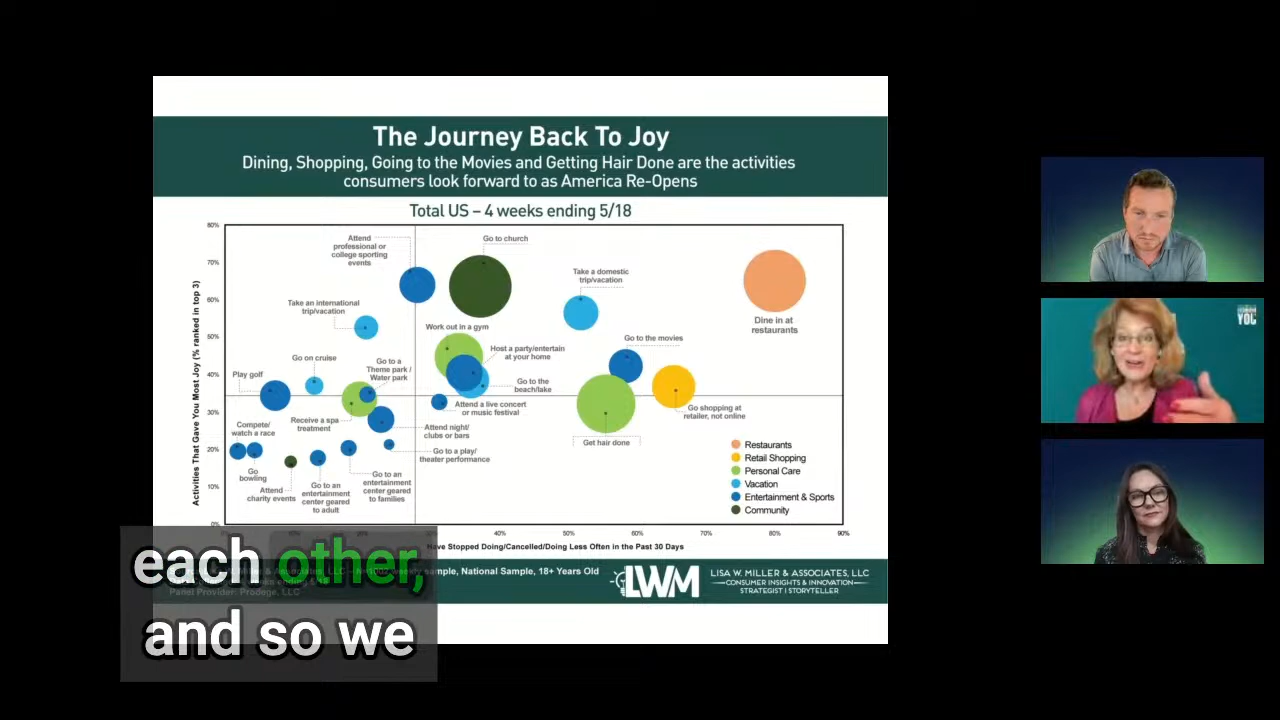 The Journey Back To Joy
Dining, Shopping, Going to the Movies and Getting Hair Done are the activities
consumers look forward to as America Re-Opens
Total US – 4 weeks ending 5/18
Activities That Gave You Most Joy (% ranked in top 3)
80%
70%
60%
50%
40%
30%
20%
10%
0%
Attend
professional or
college sporting
events
Go to church
Take a domestic
trip/vacation
Dine in at
restaurants
Take an international
trip/vacation
Work out in a gym
Host a party/entertain
at your home
Go to the movies
Go on cruise
Go to a
Theme park /
Water park
Play golf
Go to the
beach/lake
Go shopping at
retailer, not online
Attend a live concert
or music festival
Receive a spa
treatment
Compete/
watch a race
Attend night/
clubs or bars
Get hair done
Go to a play/
theater performance
Go
bowling
Attend
charity events
Go to an
entertainment
center geared
to adult
Go to an
entertainment
center geared
to families
Restaurants
Retail Shopping
Personal Care
Vacation
Entertainment & Sports
Community
40%
50%
60%
70%
80%
90%
Have Stopped Doing/Cancelled/Doing Less Often in the Past 30 Days
sample, National Sample, 18+ Years Old
Panel Provider: Prodege, LLC
LWM
LISA W. MILLER & ASSOCIATES, LLC
CONSUMER INSIGHTS & INNOVATION
STRATEGIST | STORYTELLER
each other,
and so we
YOU